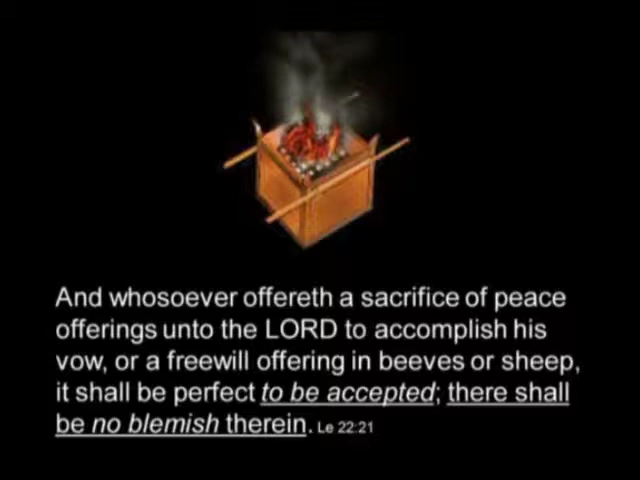 And whosoever offereth a sacrifice of peace
offerings unto the LORD to accomplish his
vow, or a freewill offering in beeves or sheep,
it shall be perfect to be accepted; there shall
be no blemish therein. Le 22:21